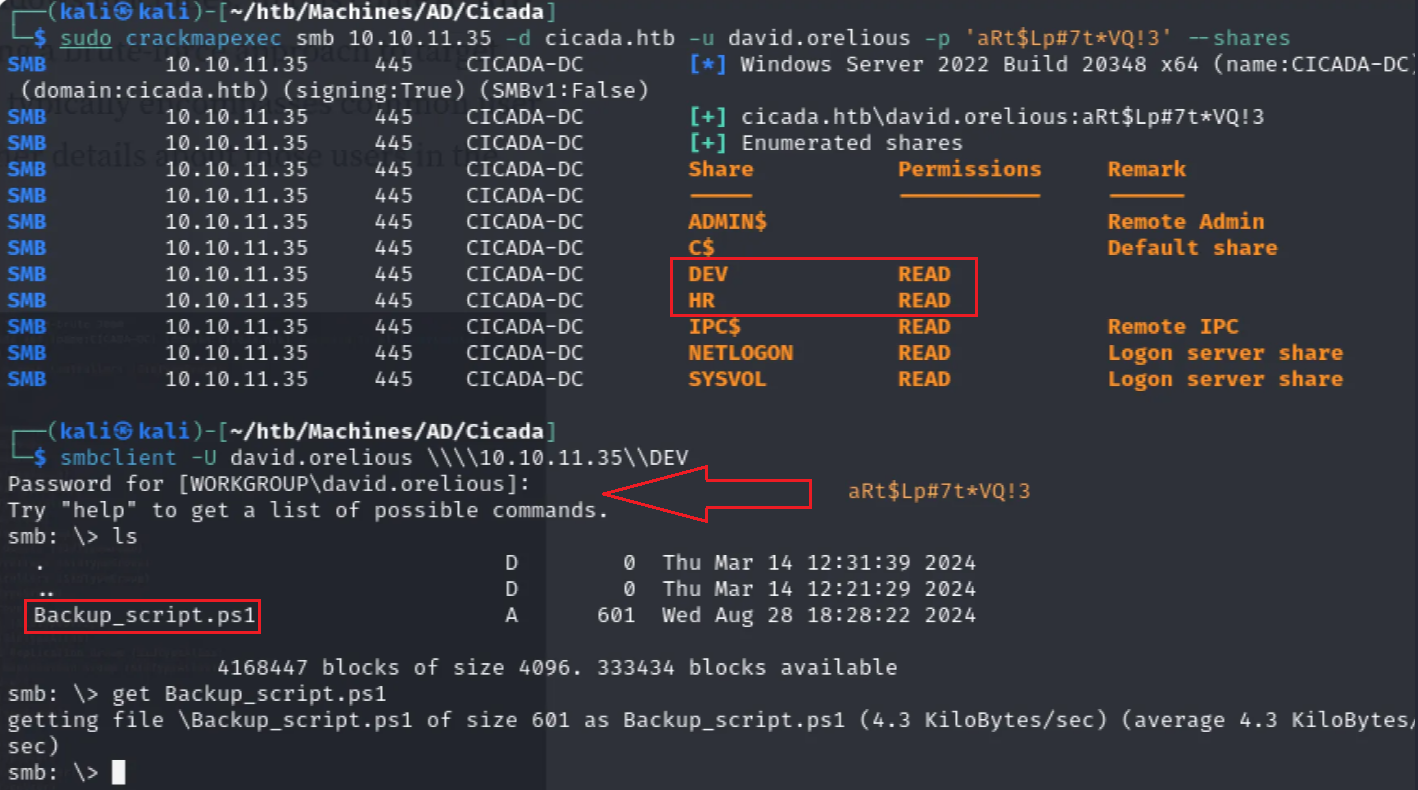 (kali㉿kali)-[~/htb/Machines/AD/Cicada]
$ sudo crackmapexec smb 10.10.11.35 -d cicada.htb -u david.orelious -p 'aRt$Lp#7t*VQ!3' --shares
SMB 10.10.11.35 445 CICADA-DC [*] Windows Server 2022 Build 20348 x64 (name:CICADA-DC)
(domain:cicada.htb) (signing:True) (SMBv1:False)
SMB 10.10.11.35 445 CICADA-DC [+] cicada.htb\david.orelious:aRt$Lp#7t*VQ!3
SMB 10.10.11.35 445 CICADA-DC [+] Enumerated shares
SMB 10.10.11.35 445 CICADA-DC Share Permissions Remark
SMB 10.10.11.35 445 CICADA-DC ----- ----------- ------
SMB 10.10.11.35 445 CICADA-DC ADMIN$ Remote Admin
SMB 10.10.11.35 445 CICADA-DC C$ Default share
SMB 10.10.11.35 445 CICADA-DC DEV READ
SMB 10.10.11.35 445 CICADA-DC HR READ
SMB 10.10.11.35 445 CICADA-DC IPC$ READ Remote IPC
SMB 10.10.11.35 445 CICADA-DC NETLOGON READ Logon server share
SMB 10.10.11.35 445 CICADA-DC SYSVOL READ Logon server share
(kali㉿kali)-[~/htb/Machines/AD/Cicada]
$ smbclient -U david.orelious \\\\10.10.11.35\\DEV
Password for [WORKGROUP\david.orelious]: aRt$Lp#7t*VQ!3
Try "help" to get a list of possible commands.
smb: \> ls
. D 0 Thu Mar 14 12:31:39 2024
.. D 0 Thu Mar 14 12:21:29 2024
Backup_script.ps1 A 601 Wed Aug 28 18:28:22 2024
4168447 blocks of size 4096. 333434 blocks available
smb: \> get Backup_script.ps1
getting file \Backup_script.ps1 of size 601 as Backup_script.ps1 (4.3 KiloBytes/sec) (average 4.3 KiloBytes/
sec)
smb: \>